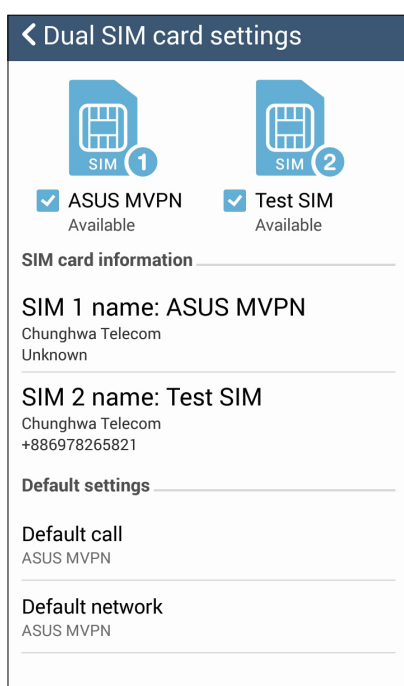 Dual SIM card settings
SIM 1
SIM 2
ASUS MVPN
Available
Test SIM
Available
SIM card information
SIM 1 name: ASUS MVPN
Chunghwa Telecom
Unknown
SIM 2 name: Test SIM
Chunghwa Telecom
+886978265821
Default settings
Default call
ASUS MVPN
Default network
ASUS MVPN